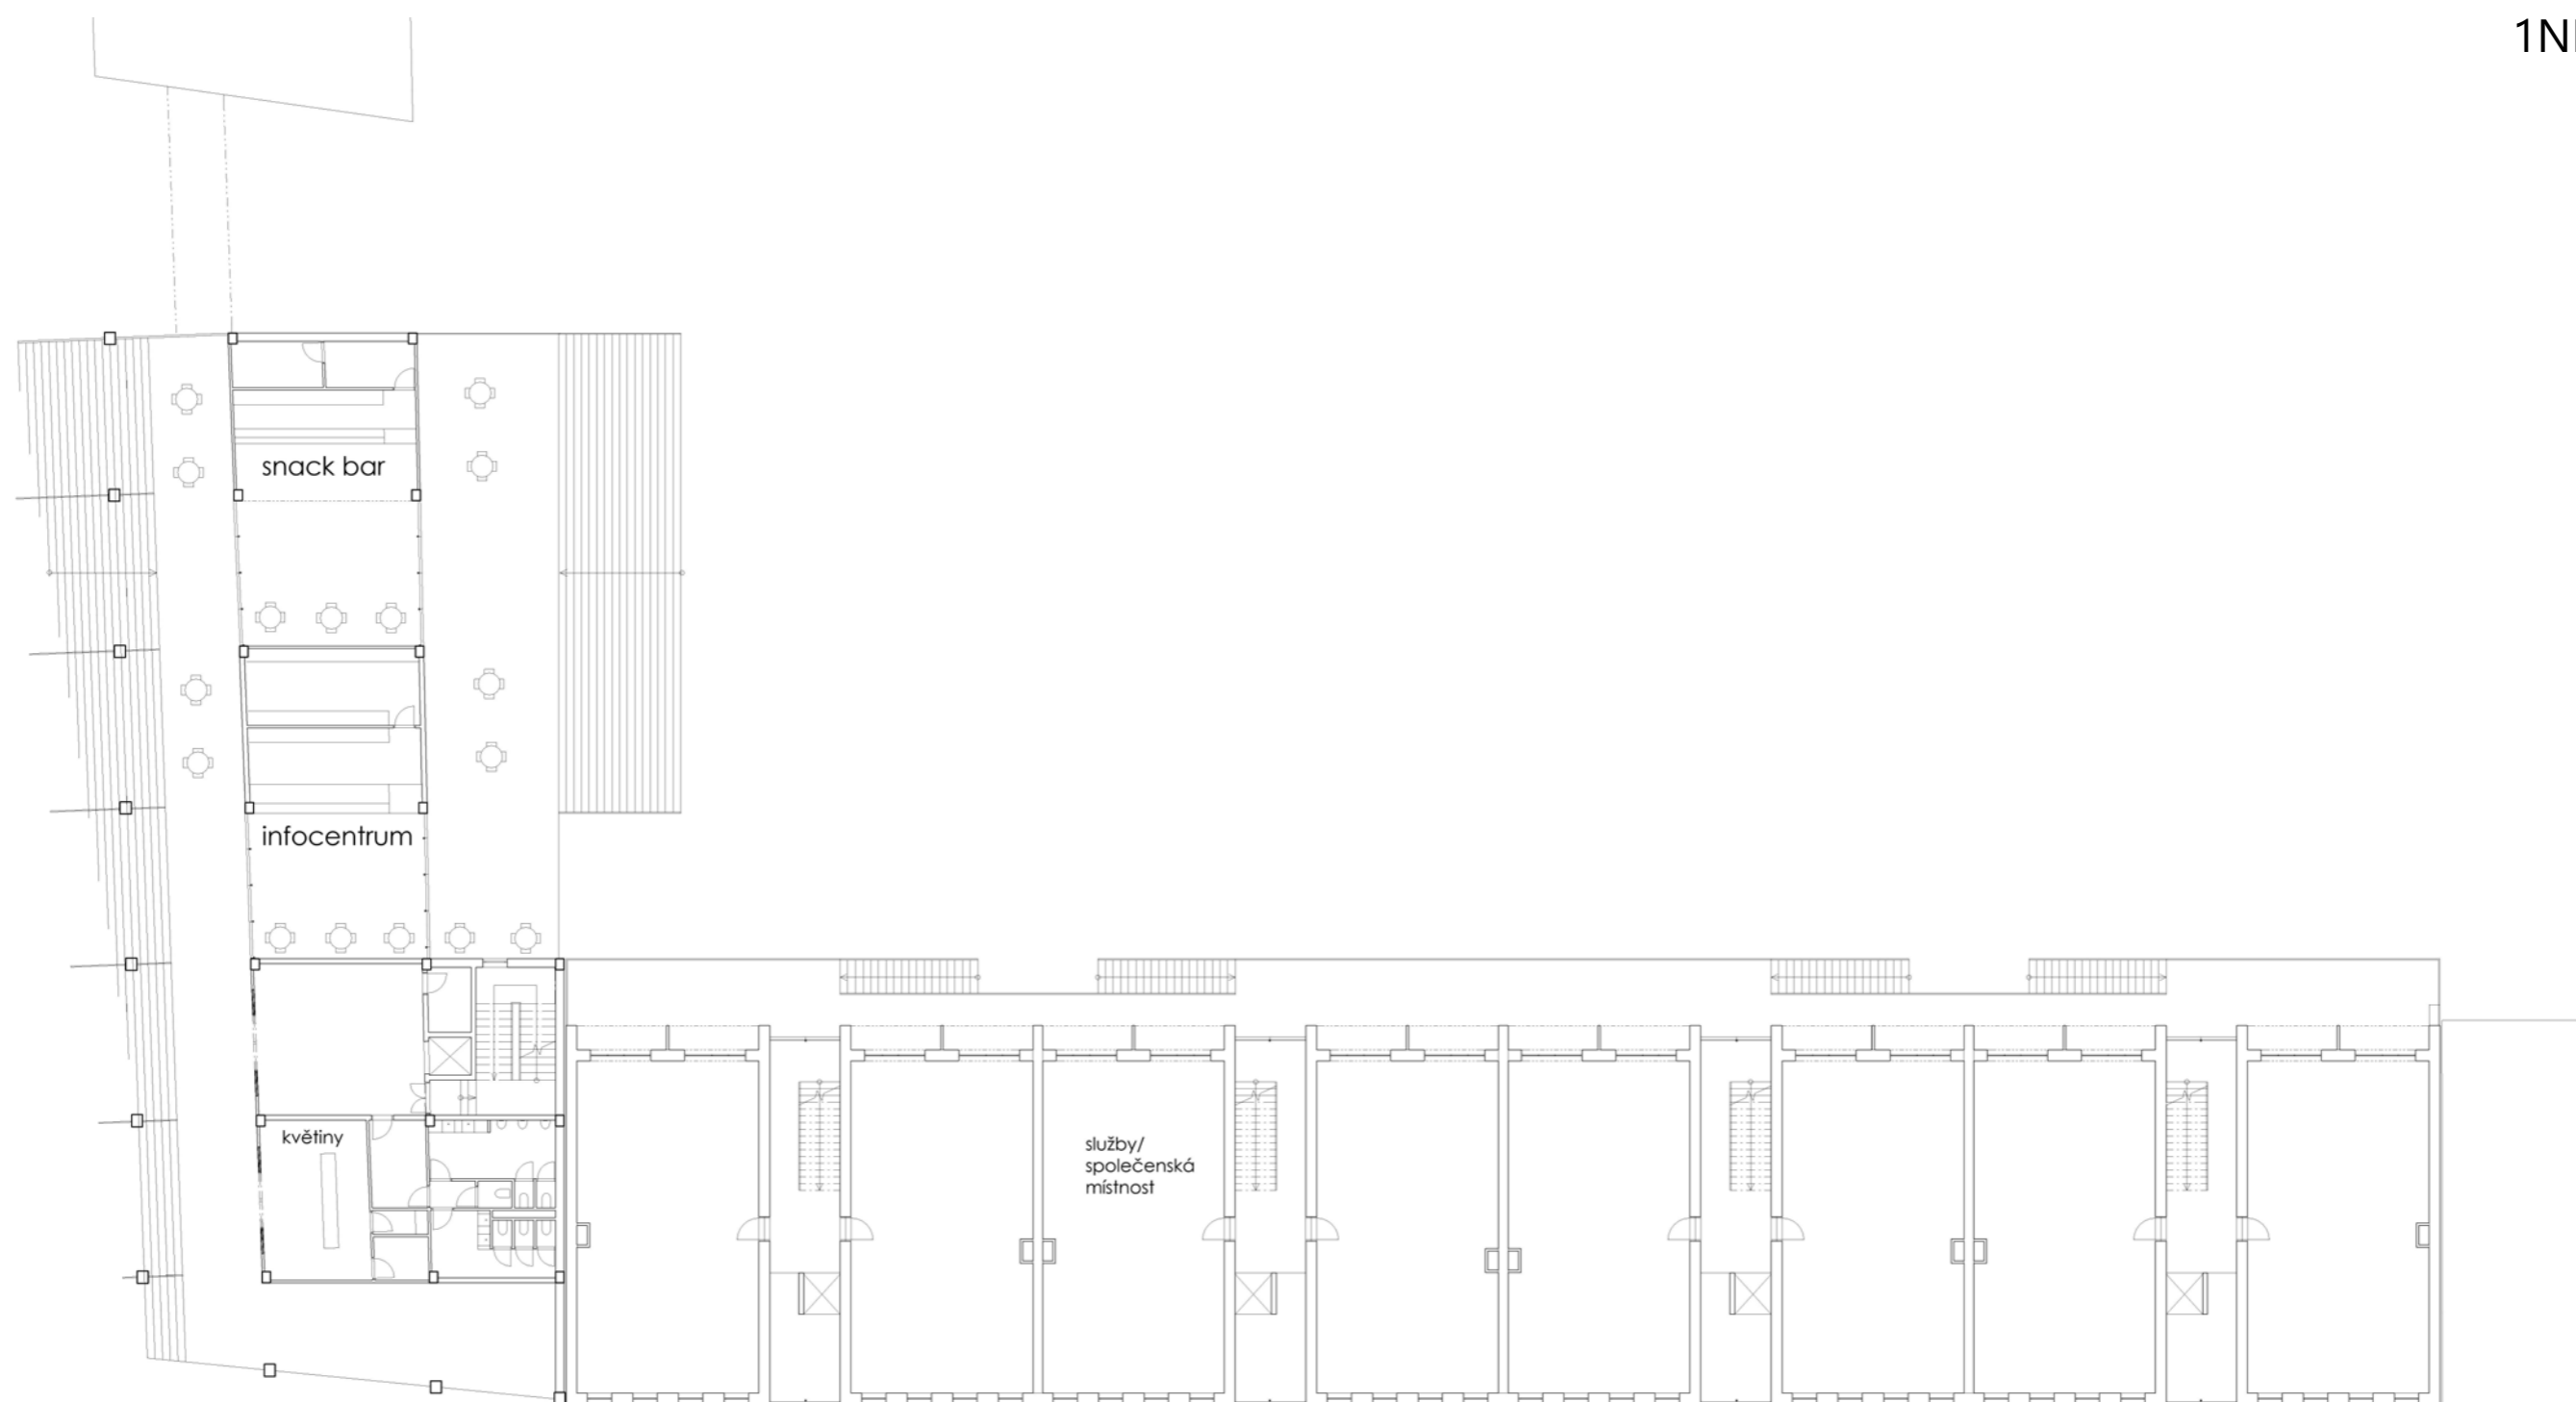 1N
snack bar
infocentrum
květiny
služby/
společenská
místnost